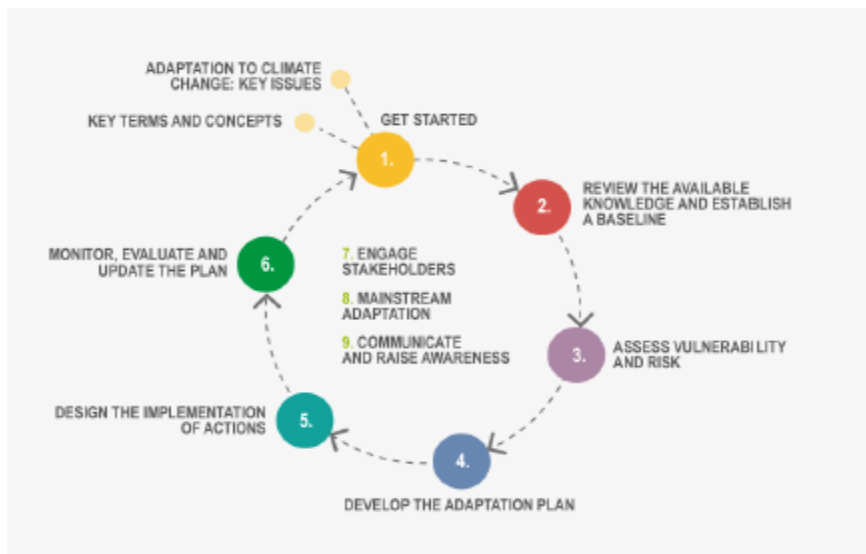 ADAPTATION TO CLIMATE
CHANGE: KEY ISSUES
KEY TERMS AND CONCEPTS
GET STARTED
1.
2.
REVIEW THE AVAILABLE
KNOWLEDGE AND ESTABLISH
A BASELINE
3.
ASSESS VULNERABILITY
AND RISK
4.
DEVELOP THE ADAPTATION PLAN
5.
DESIGN THE IMPLEMENTATION
OF ACTIONS
6.
MONITOR, EVALUATE AND
UPDATE THE PLAN
7. ENGAGE
STAKEHOLDERS
8. MAINSTREAM
ADAPTATION
9. COMMUNICATE
AND RAISE AWARENESS